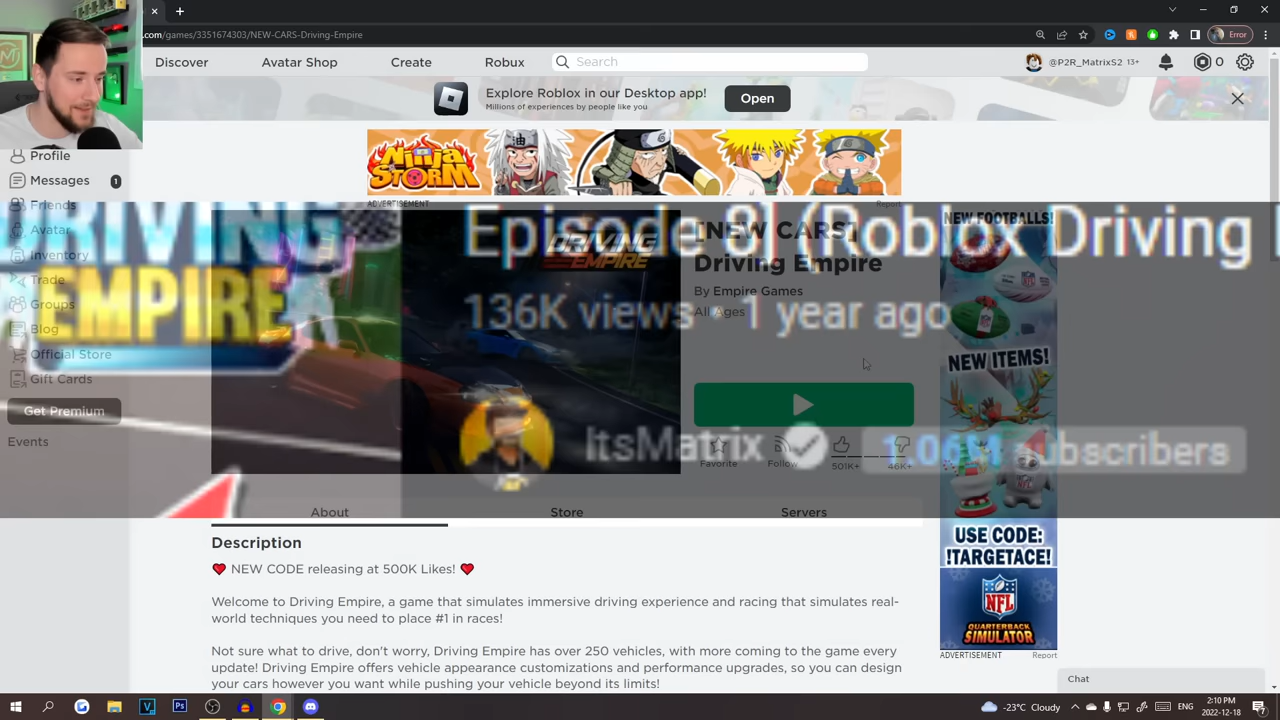 .com/games/3351674303/NEW-CARS-Driving-Empire
Error
Discover
Avatar Shop
Create
Robux
Search
@P2R_MatrixS2 13+
0
Explore Roblox in our Desktop app!
Millions of experiences by people like you
Open
NINJA STORM
ADVERTISEMENT
Report
Profile
Messages
1
Friends
Avatar
Inventory
Trade
Groups
Blog
Official Store
Gift Cards
Get Premium
Events
DRIVING
EMPIRE
DRIVING
EMPIRE
Episode 9! Roblox Driving
136K views · 1 year ago
ItsMatrix
1.06M subscribers
[NEW CARS]
Driving Empire
By Empire Games
All Ages
Favorite
Follow
501K+
46K+
About
Store
Servers
Description
NEW CODE releasing at 500K Likes!
Welcome to Driving Empire, a game that simulates immersive driving experience and racing that simulates real-
world techniques you need to place #1 in races!
Not sure what to drive, don't worry, Driving Empire has over 250 vehicles, with more coming to the game every
update! Driving Empire offers vehicle appearance customizations and performance upgrades, so you can design
your cars however you want while pushing your vehicle beyond its limits!
NEW FOOTBALLS!
NEW ITEMS!
USE CODE:
!TARGETACE!
NFL
QUARTERBACK
SIMULATOR
ADVERTISEMENT
Report
Chat
-23°C Cloudy
ENG
2:10 PM
2022-12-18